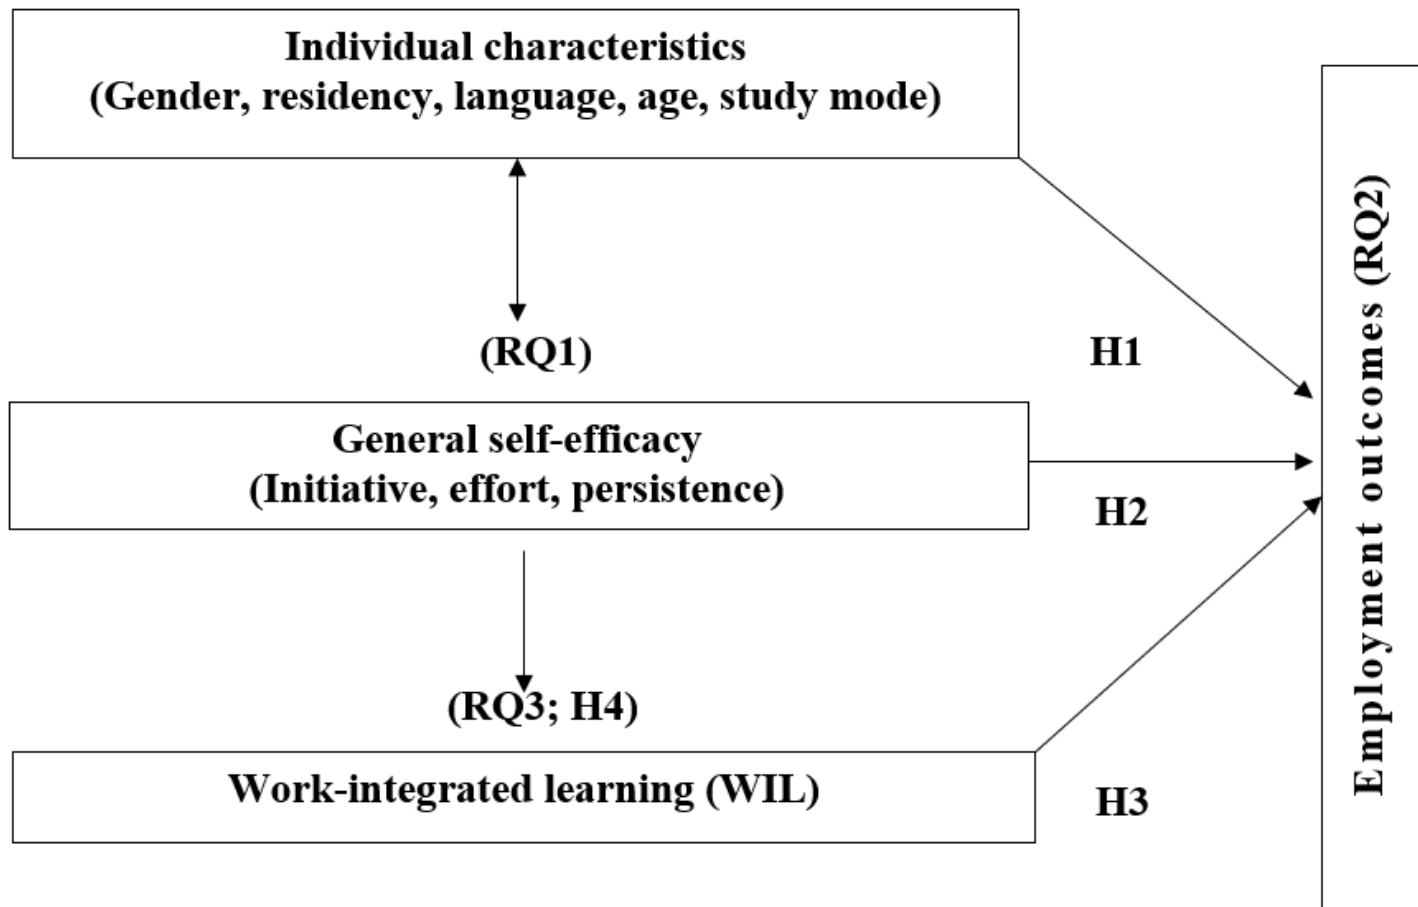 Individual characteristics
(Gender, residency, language, age, study mode)
(RQ1)
H1
General self-efficacy
(Initiative, effort, persistence)
H2
(RQ3; H4)
Work-integrated learning (WIL)
H3
Employment outcomes (RQ2)